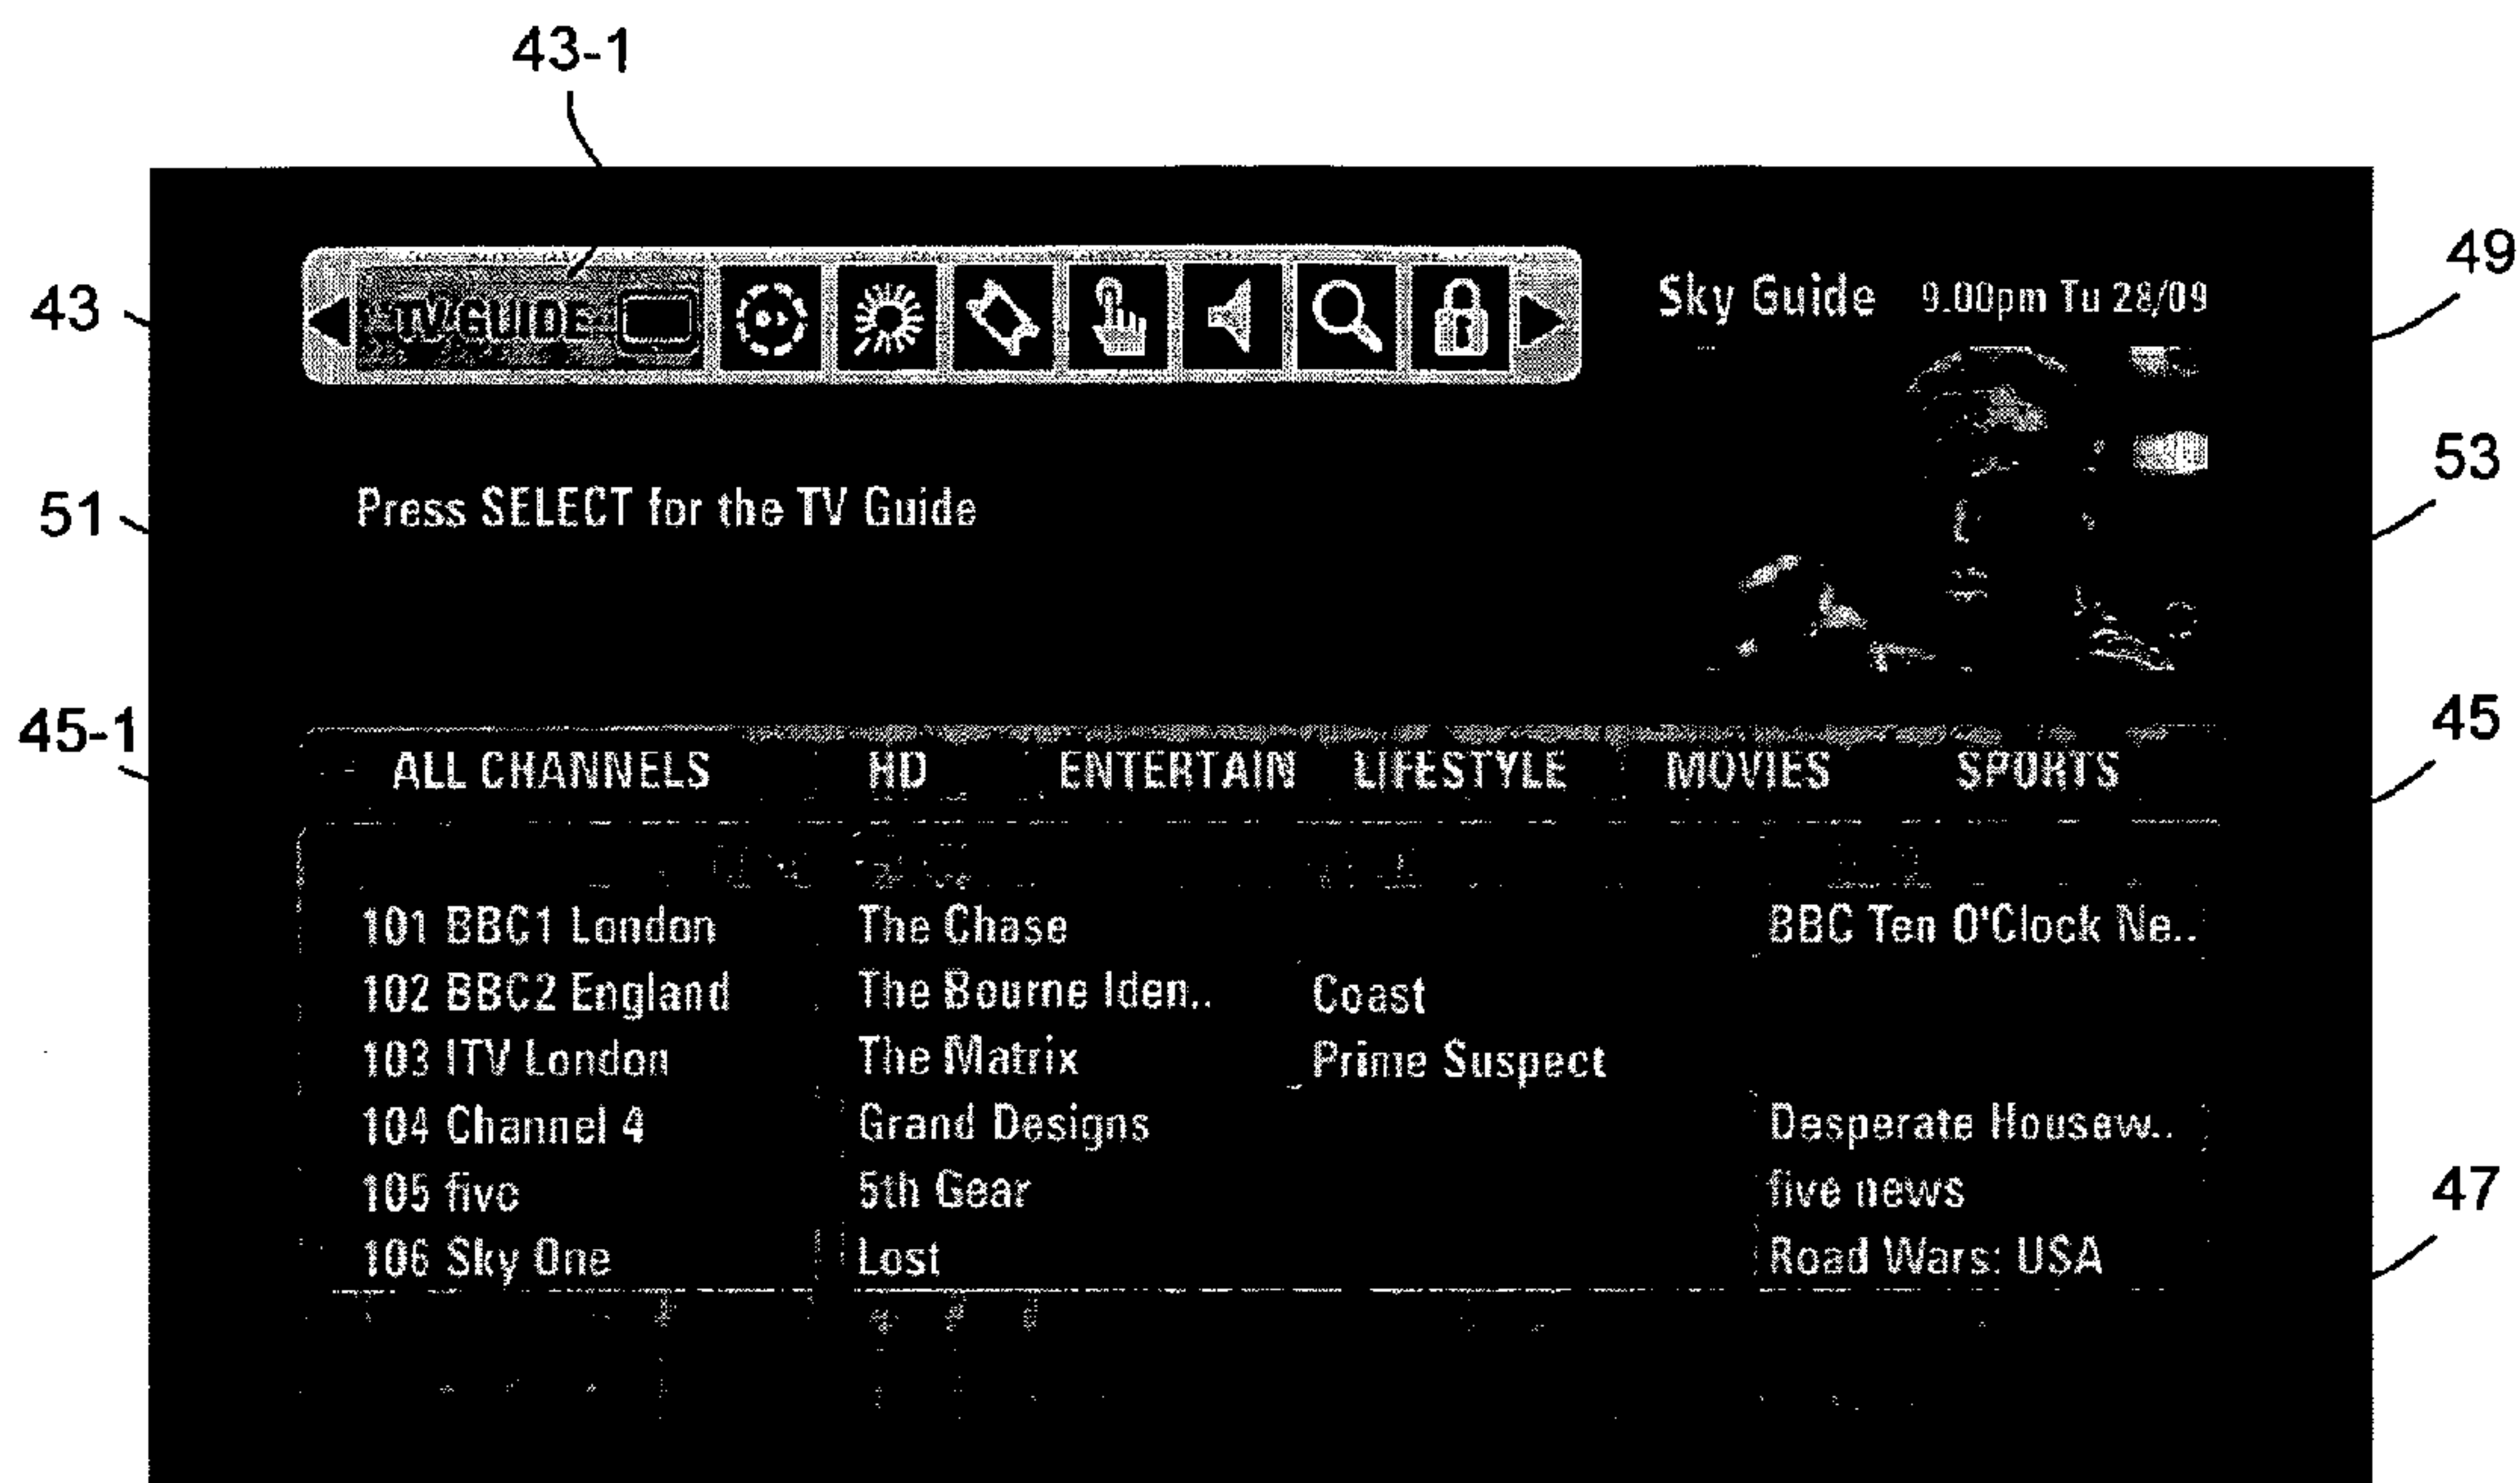 43-1
43
TV GUIDE
Sky Guide 9.00pm Tu 28/09
49
51
Press SELECT for the TV Guide
53
45-1
ALL CHANNELS HD ENTERTAIN LIFESTYLE MOVIES SPORTS
45
101 BBC1 London The Chase BBC Ten O'Clock Ne..
102 BBC2 England The Bourne Iden.. Coast
103 ITV London The Matrix Prime Suspect
104 Channel 4 Grand Designs Desperate Housew..
105 five 5th Gear five news
106 Sky One Lost Road Wars: USA
47